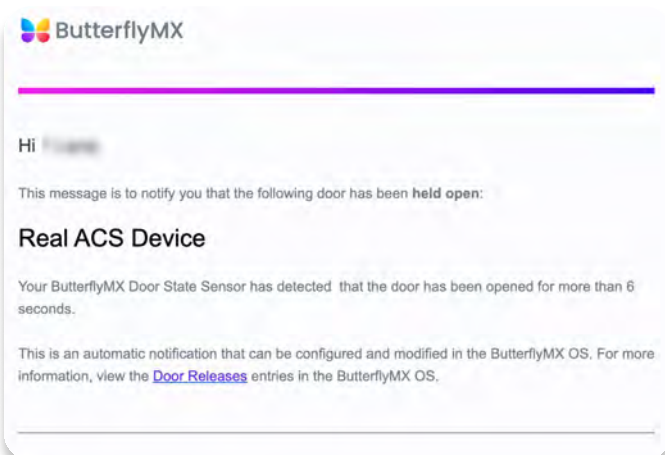 ButterflyMX
Hi
This message is to notify you that the following door has been held open:
Real ACS Device
Your ButterflyMX Door State Sensor has detected that the door has been opened for more than 6
seconds.
This is an automatic notification that can be configured and modified in the ButterflyMX OS. For more
information, view the Door Releases entries in the ButterflyMX OS.